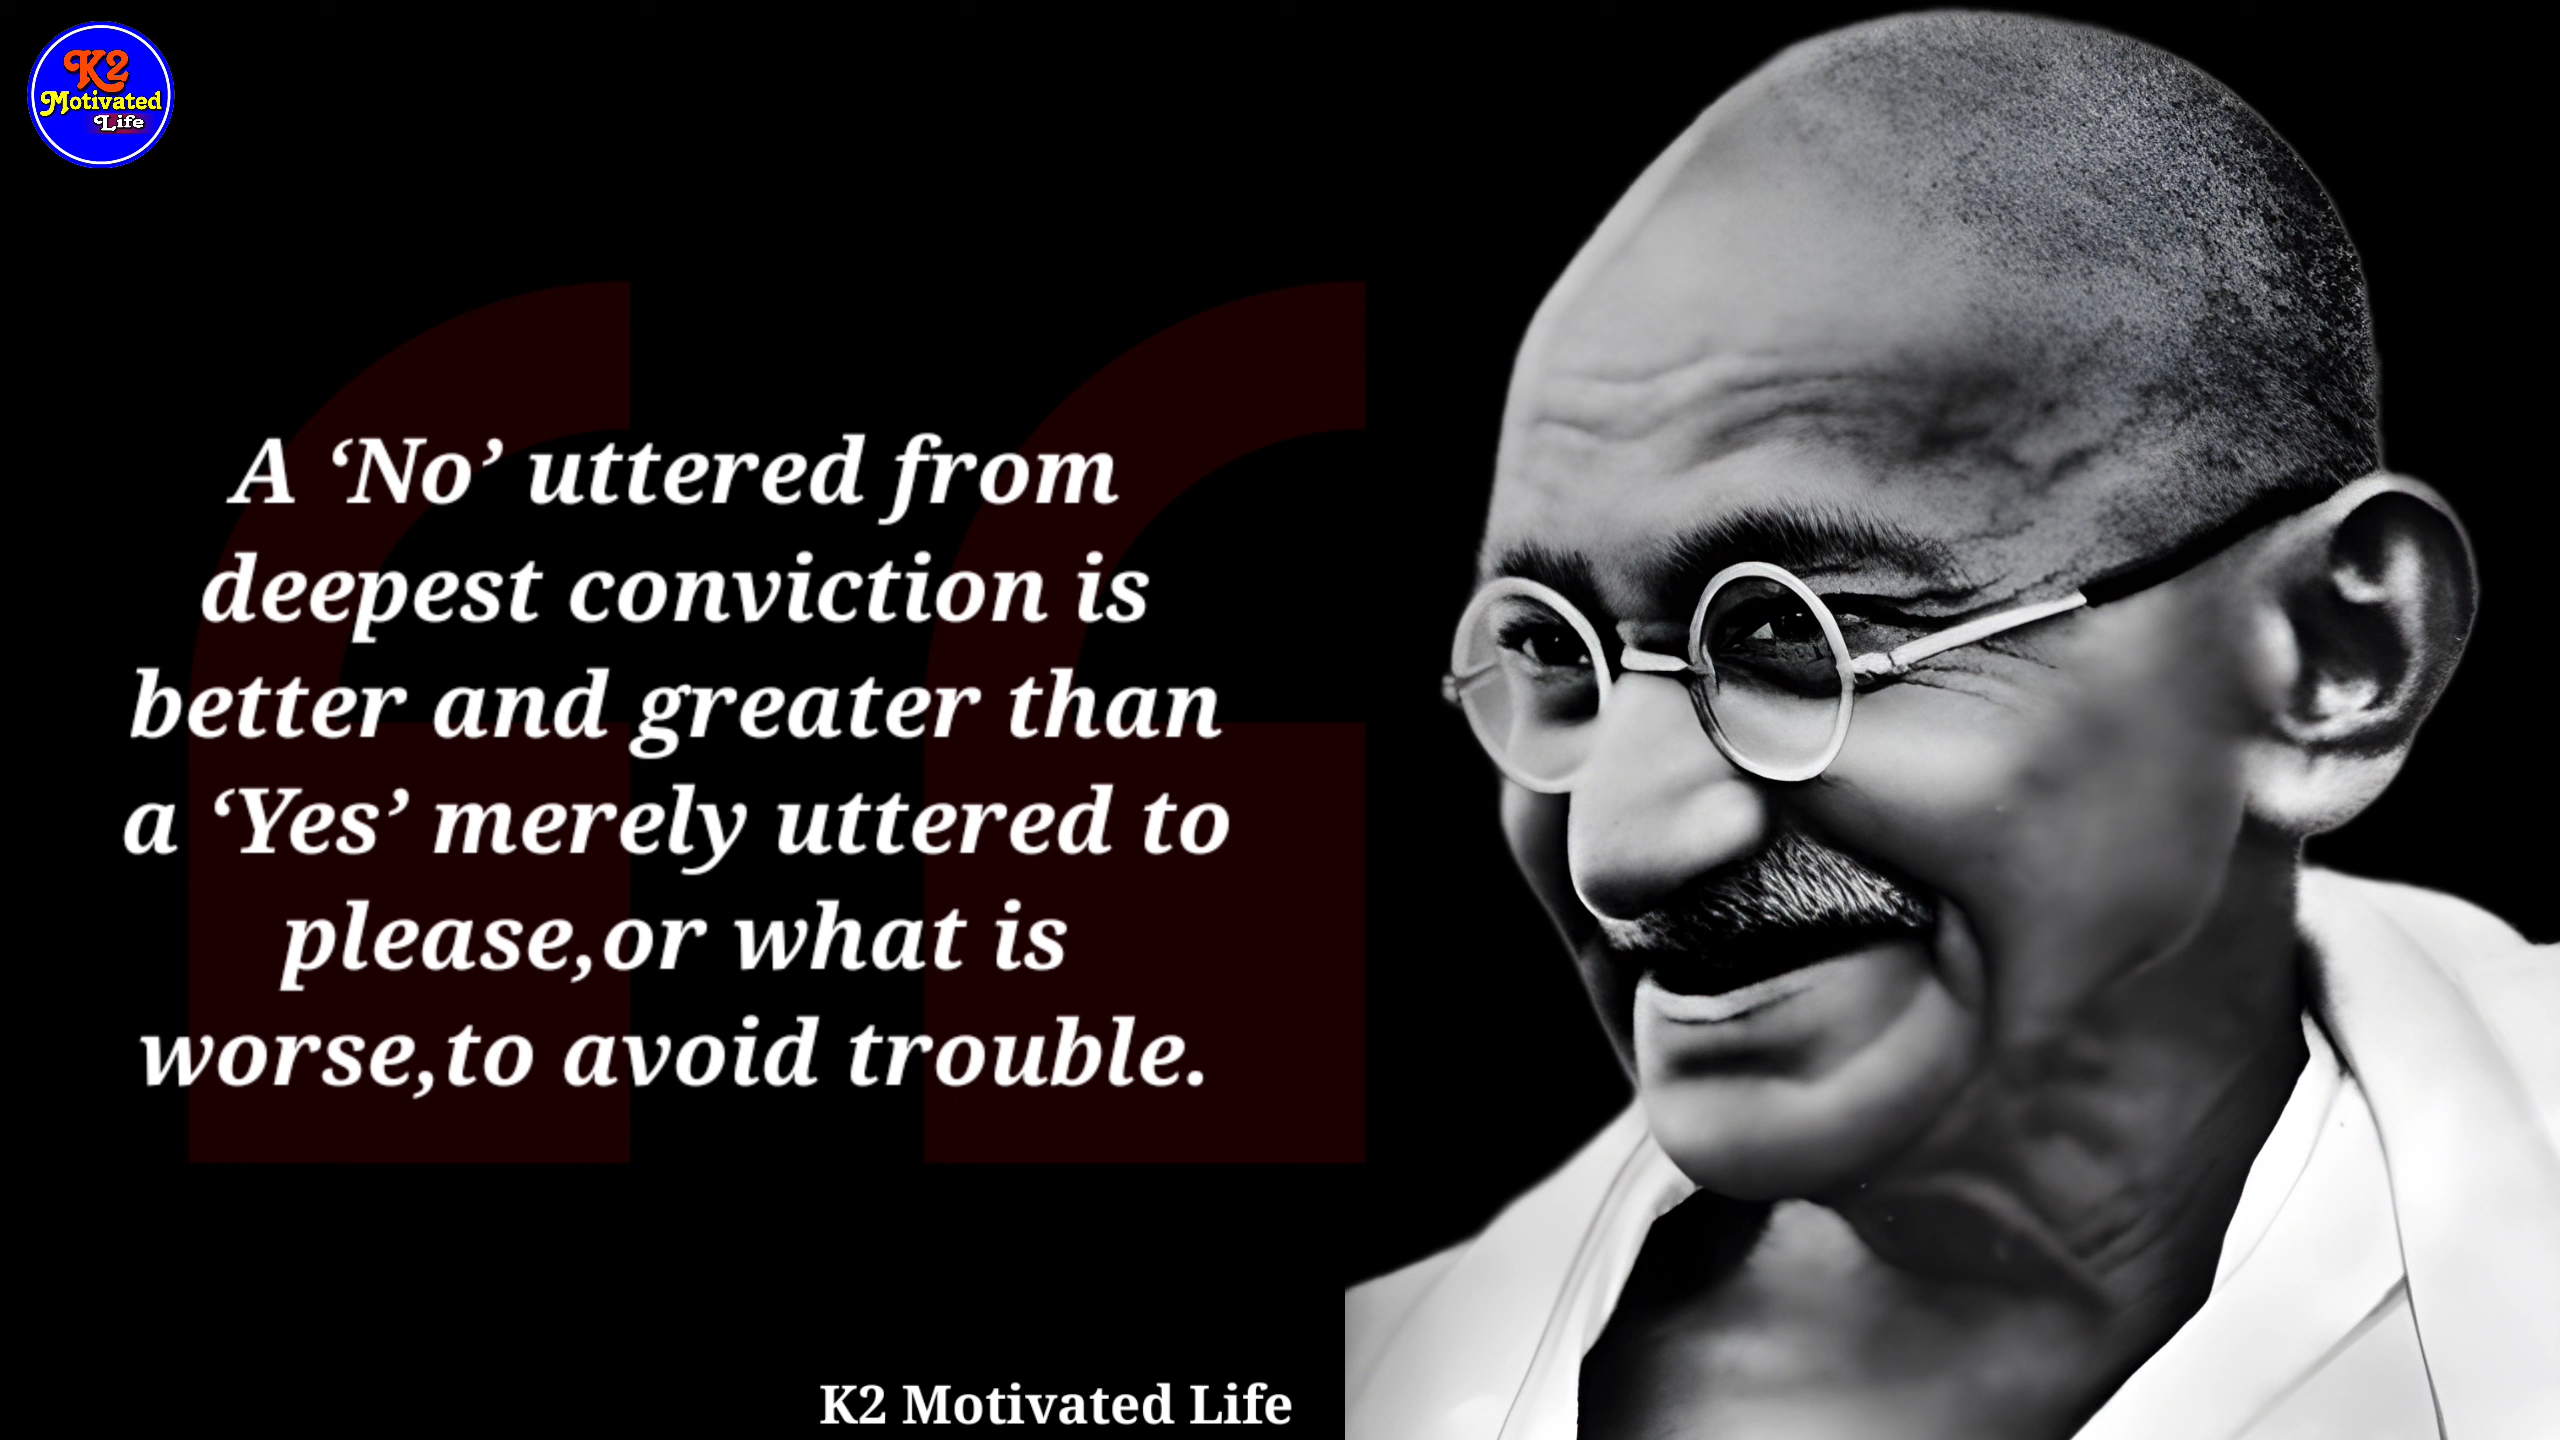 K2
Motivated
Life
A ‘No’ uttered from
deepest conviction is
better and greater than
a ‘Yes’ merely uttered to
please,or what is
worse,to avoid trouble.
K2 Motivated Life